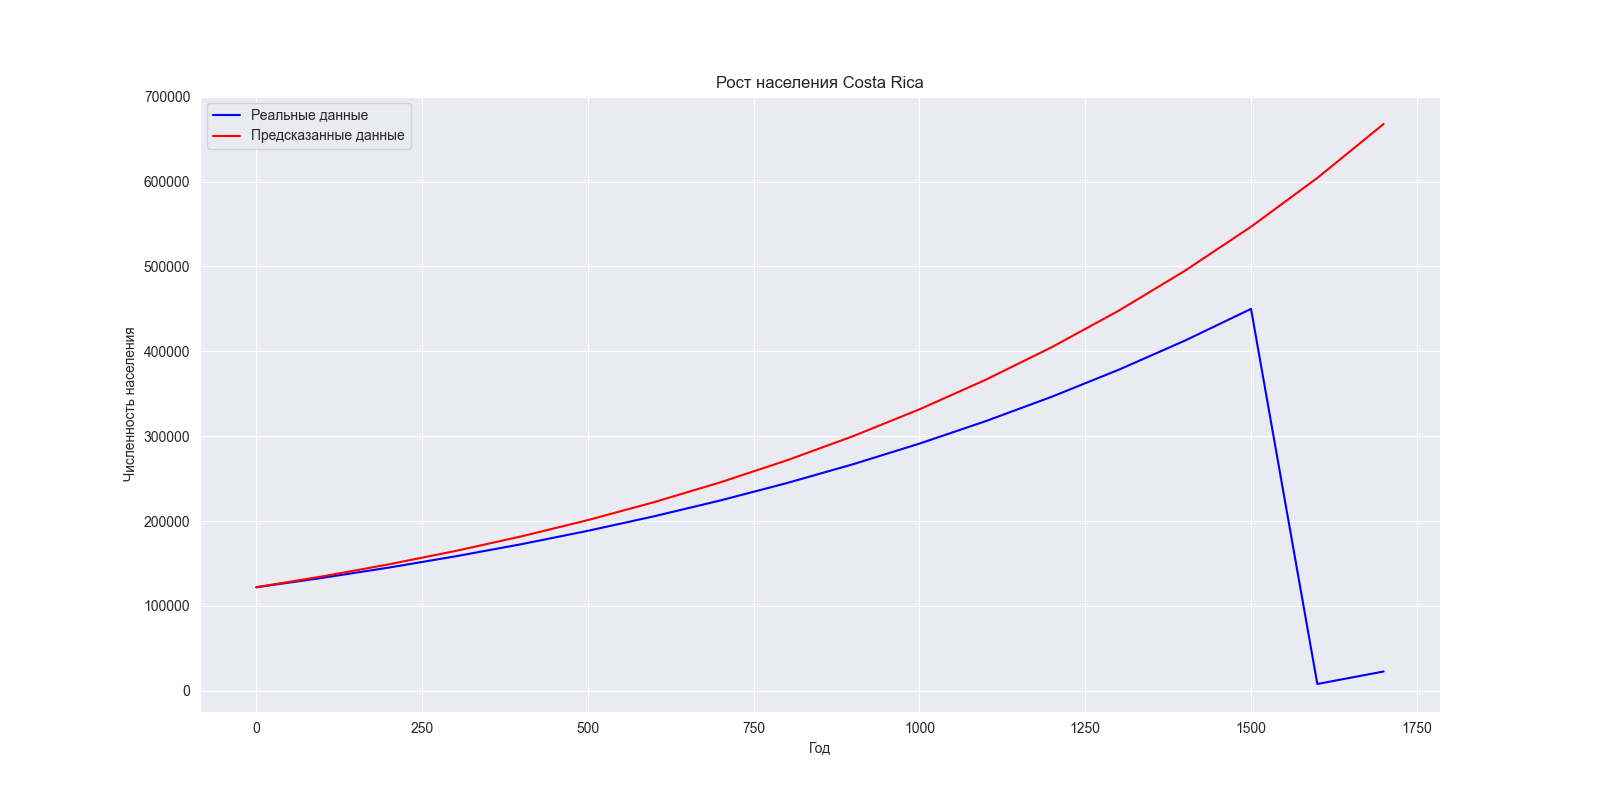 Рост населения Costa Rica
Реальные данные
Предсказанные данные
Численность населения
700000
600000
500000
400000
300000
200000
100000
0
0 250 500 750 1000 1250 1500 1750
Год